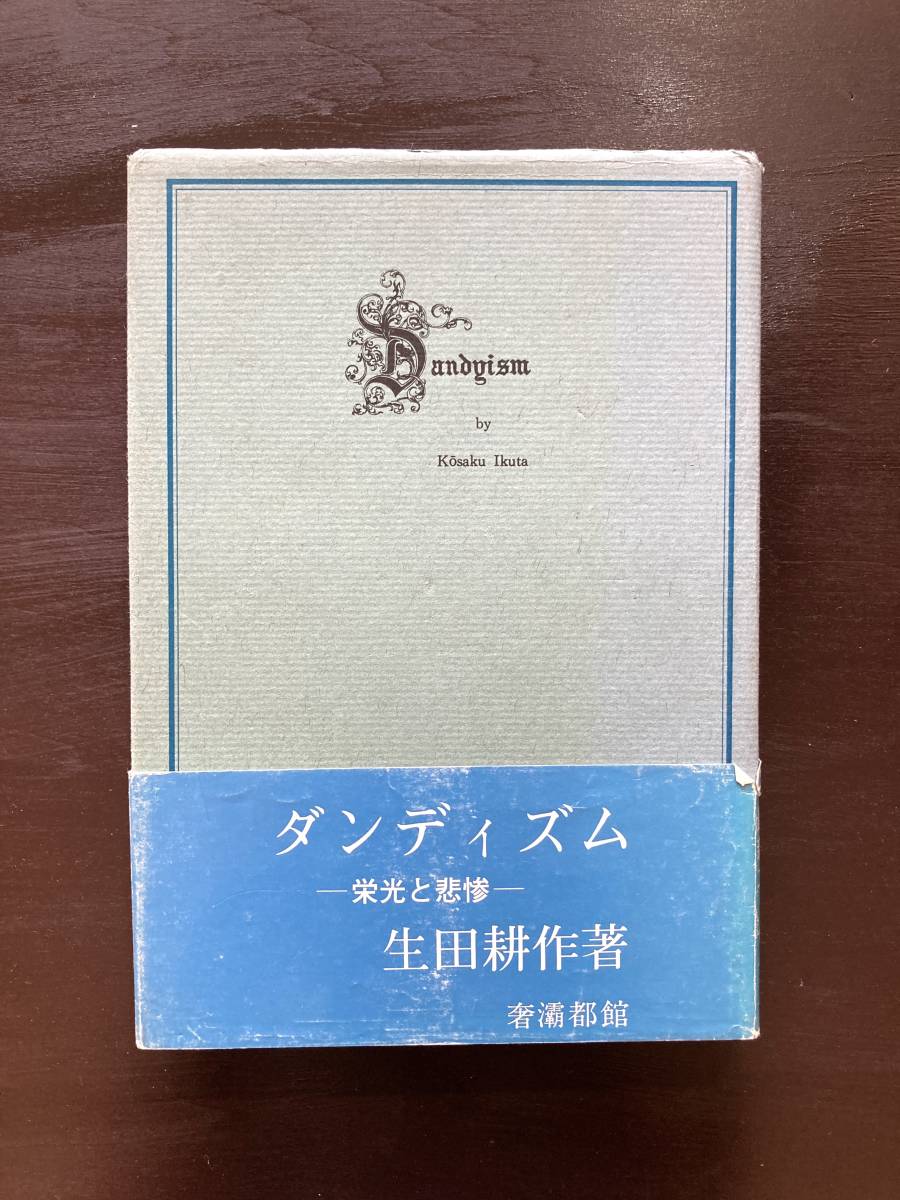 Dandyism
by
Kōsaku Ikuta
ダンディズム
―栄光と悲惨―
生田耕作著
奢灞都館